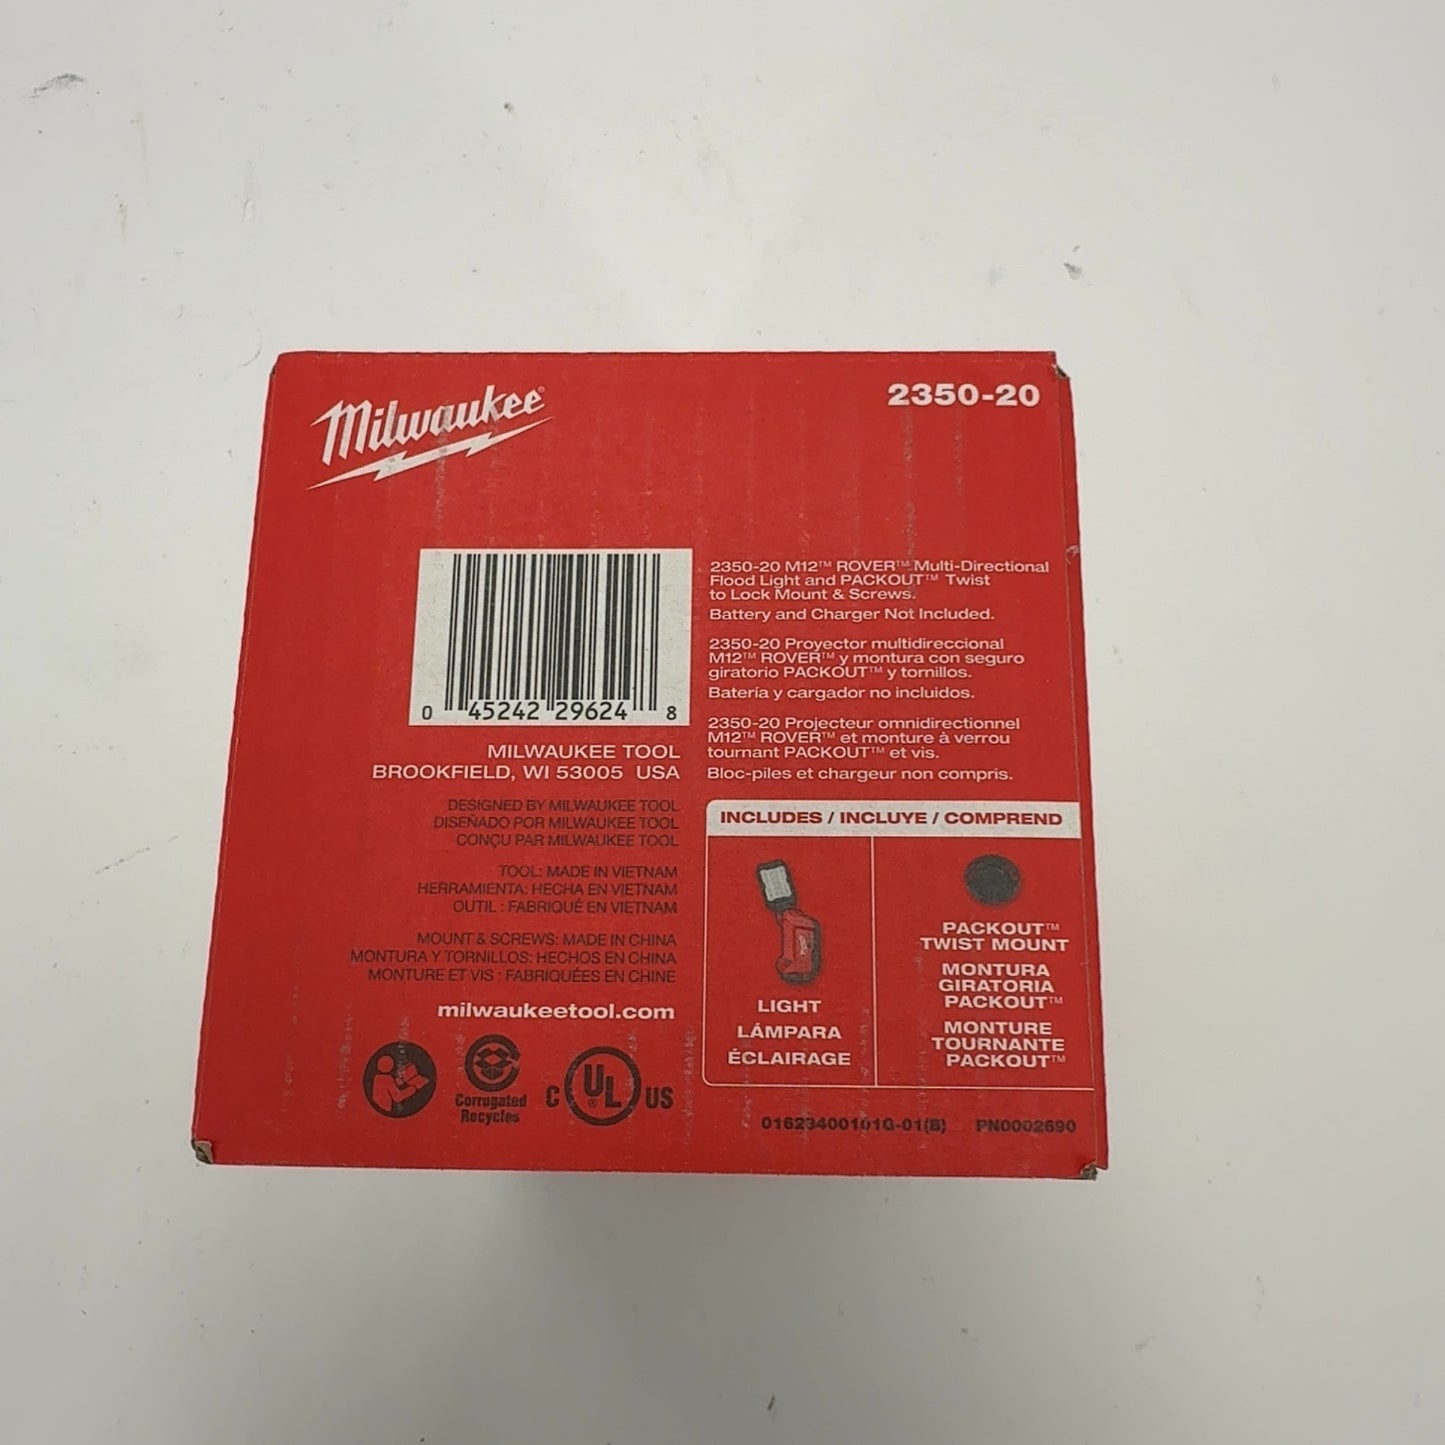 Milwaukee®
2350-20
0 45242 29624 8
MILWAUKEE TOOL
BROOKFIELD, WI 53005 USA
DESIGNED BY MILWAUKEE TOOL
DISEÑADO POR MILWAUKEE TOOL
CONÇU PAR MILWAUKEE TOOL
TOOL: MADE IN VIETNAM
HERRAMIENTA: HECHA EN VIETNAM
OUTIL : FABRIQUÉ EN VIETNAM
MOUNT & SCREWS: MADE IN CHINA
MONTURA Y TORNILLOS: HECHOS EN CHINA
MONTURE ET VIS : FABRIQUÉES EN CHINE
milwaukeetool.com
Corrugated
Recycles
C UL® US
2350-20 M12™ ROVER™ Multi-Directional
Flood Light and PACKOUT™ Twist
to Lock Mount & Screws.
Battery and Charger Not Included.
2350-20 Proyector multidireccional
M12™ ROVER™ y montura con seguro
giratorio PACKOUT™ y tornillos.
Batería y cargador no incluidos.
2350-20 Projecteur omnidirectionnel
M12™ ROVER™ et monture à verrou
tournant PACKOUT™ et vis.
Bloc-piles et chargeur non compris.
INCLUDES / INCLUYE / COMPREND
LIGHT
LÁMPARA
ÉCLAIRAGE
PACKOUT™
TWIST MOUNT
MONTURA
GIRATORIA
PACKOUT™
MONTURE
TOURNANTE
PACKOUT™
01623400101Q-01(B) PN0002690